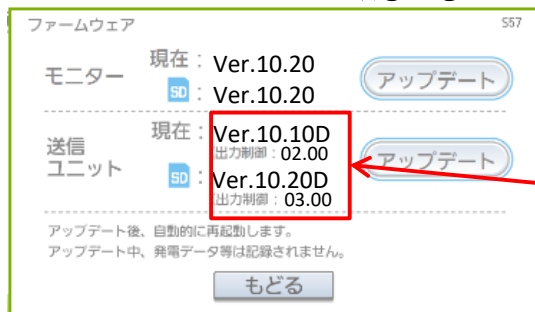 ファームウェア
S57
モニター
現在：Ver.10.20
SD：Ver.10.20
アップデート
送信
ユニット
現在：Ver.10.10D
出力制御：02.00
SD：Ver.10.20D
出力制御：03.00
アップデート
アップデート後、自動的に再起動します。
アップデート中、発電データ等は記録されません。
もどる